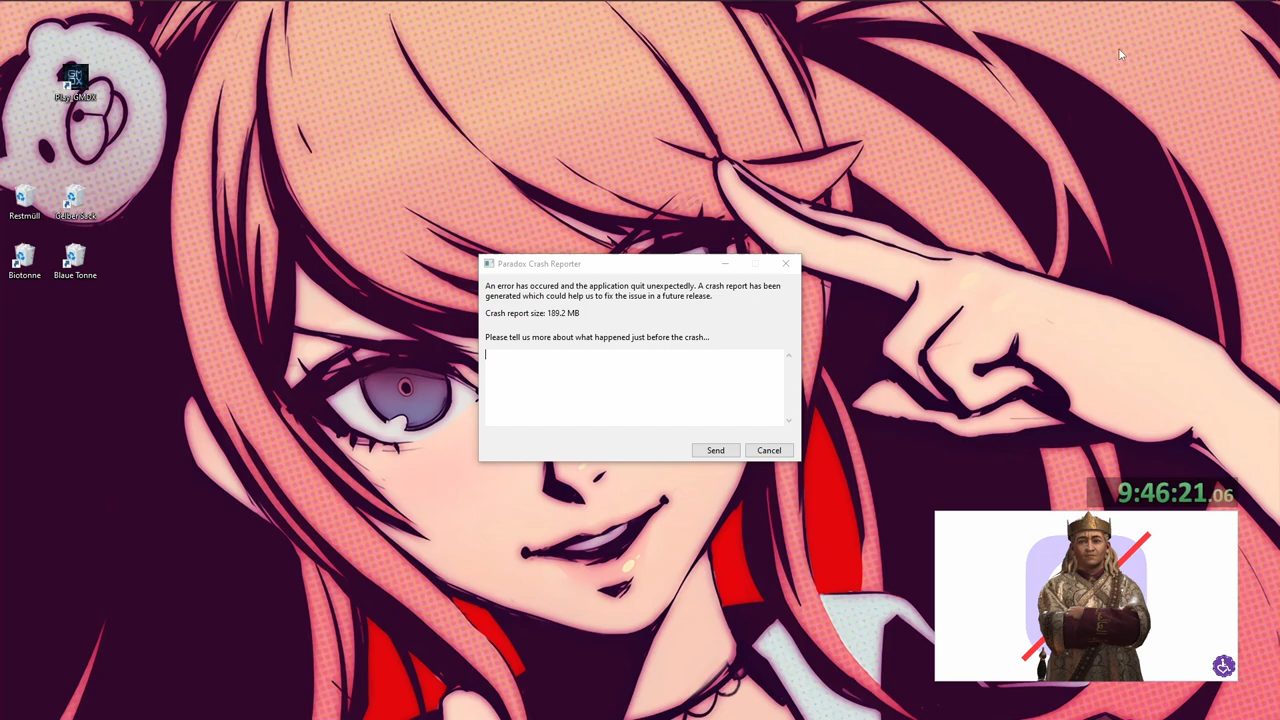 Play GMDX
Restmüll
Gelber Sack
Biotonne
Blaue Tonne
Paradox Crash Reporter
An error has occured and the application quit unexpectedly. A crash report has been
generated which could help us to fix the issue in a future release.
Crash report size: 189.2 MB
Please tell us more about what happened just before the crash...
Send
Cancel
9:46:21.06